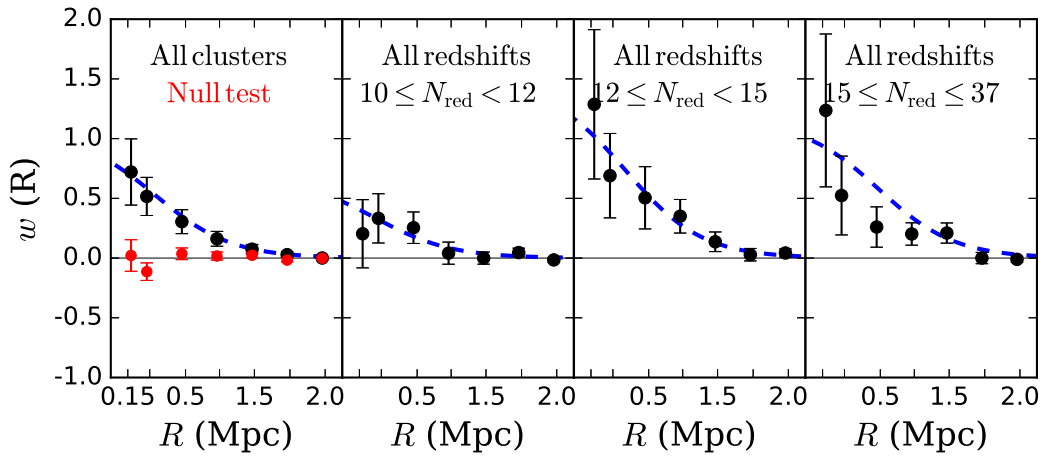 2.0
1.5
1.0
0.5
0.0
-0.5
-1.0
w (R)
All clusters
Null test
All redshifts
10 ≤ N_red < 12
All redshifts
12 ≤ N_red < 15
All redshifts
15 ≤ N_red ≤ 37
0.15 0.5 1.5 2.0
0.5 1.5 2.0
0.5 1.5 2.0
0.5 1.5 2.0
R (Mpc)
R (Mpc)
R (Mpc)
R (Mpc)